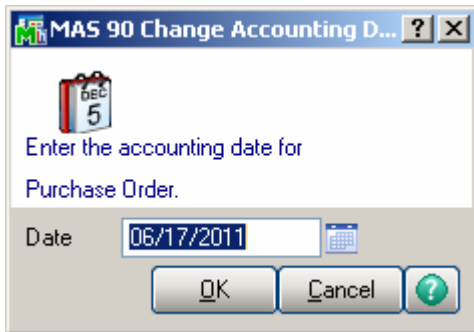 MAS 90 Change Accounting D...
DEC
5
Enter the accounting date for
Purchase Order.
Date 06/17/2011
OK Cancel